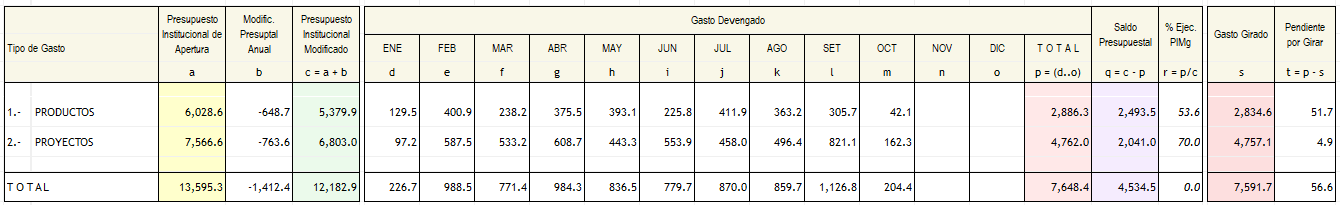 Tipo de Gasto Presupuesto Institucional de Apertura Modific. Presuptal Anual Presupuesto Institucional Modificado Gasto Devengado Saldo Presupuestal % Ejec. PIMg Gasto Girado Pendiente por Girar
ENE FEB MAR ABR MAY JUN JUL AGO SET OCT NOV DIC T O T A L
a b c = a + b d e f g h i j k l m n o p = (d..o) q = c - p r = p/c s t = p - s
1.- PRODUCTOS 6,028.6 -648.7 5,379.9 129.5 400.9 238.2 375.5 393.1 225.8 411.9 363.2 305.7 42.1 2,886.3 2,493.5 53.6 2,834.6 51.7
2.- PROYECTOS 7,566.6 -763.6 6,803.0 97.2 587.6 533.2 608.7 443.3 553.9 458.0 496.4 821.1 162.3 4,762.0 2,041.0 70.0 4,757.1 4.9
T O T A L 13,595.3 -1,412.4 12,182.9 226.7 988.5 771.4 984.3 836.5 779.7 870.0 859.7 1,126.8 204.4 7,648.4 4,534.5 0.0 7,591.7 56.6